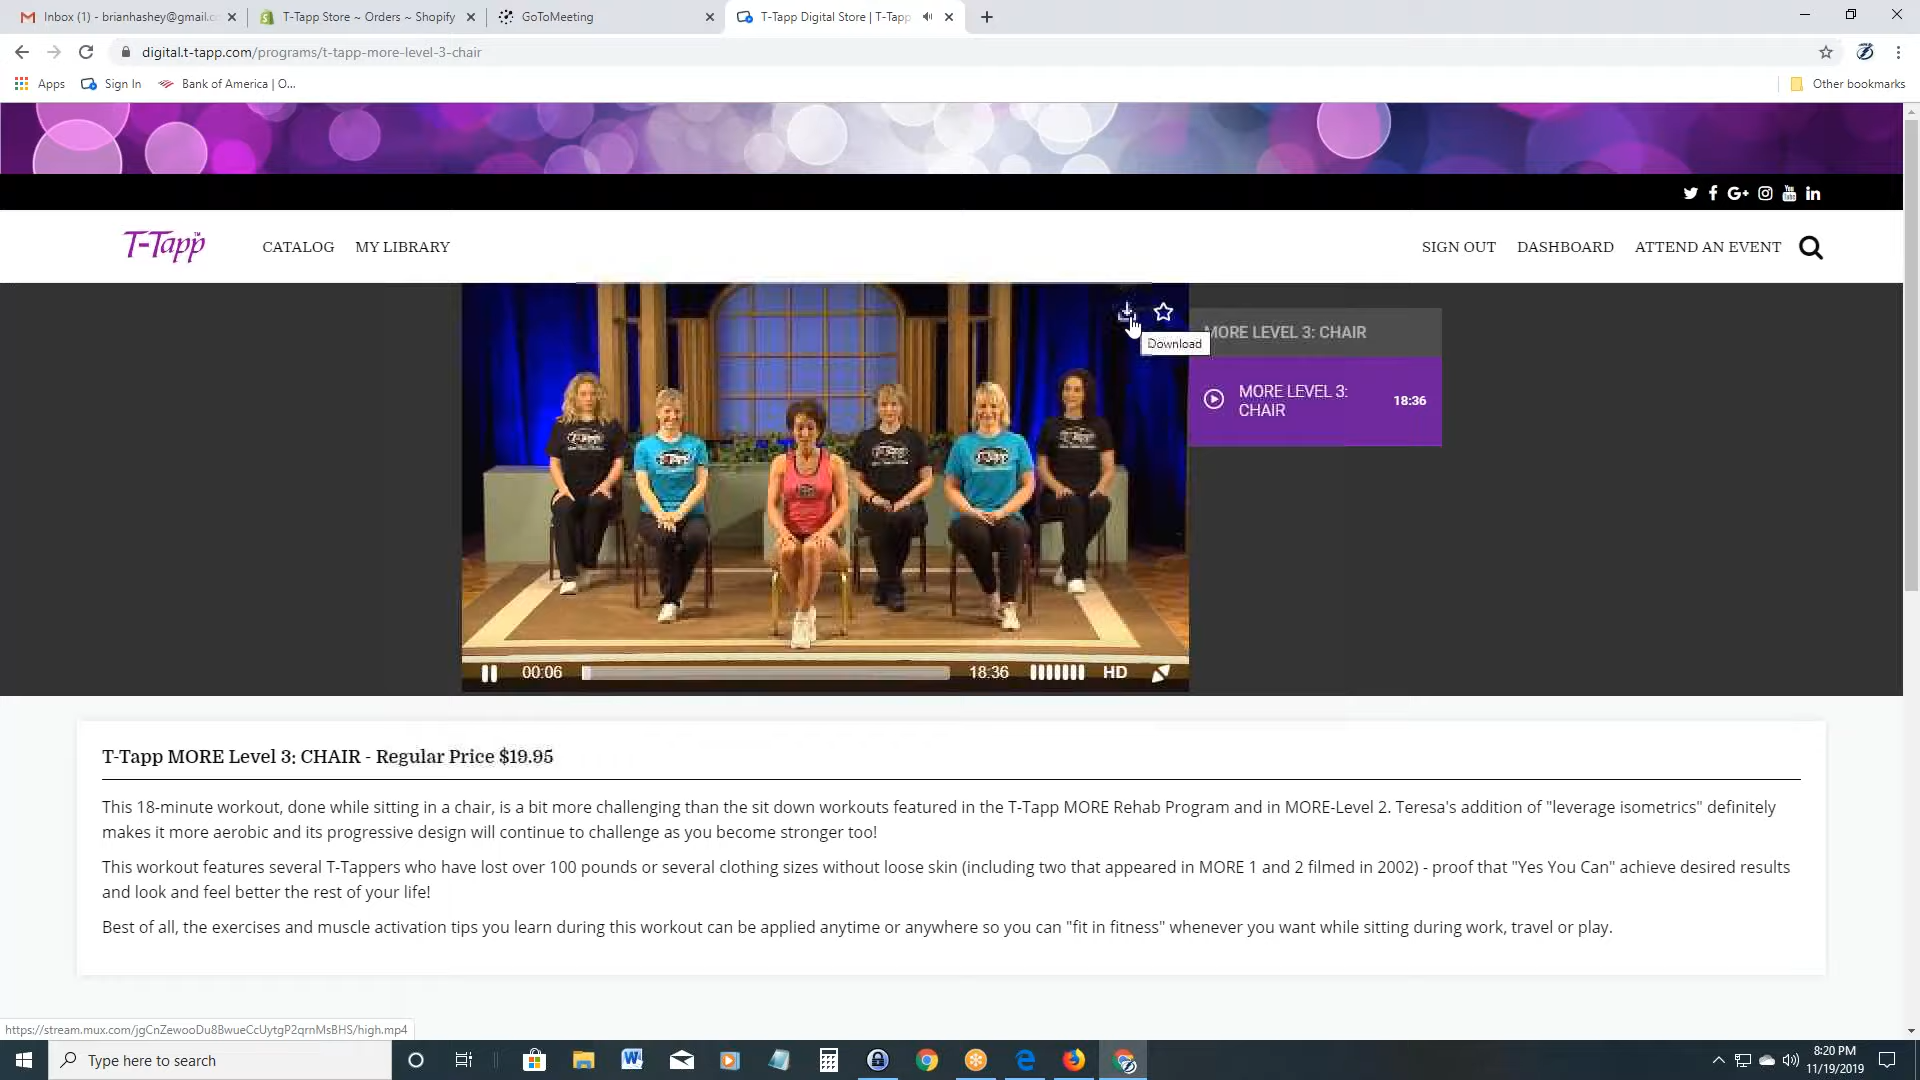 Inbox (1) - brianhashey@gmail.co
T-Tapp Store ~ Orders ~ Shopify
GoToMeeting
T-Tapp Digital Store | T-Tapp
digital.t-tapp.com/programs/t-tapp-more-level-3-chair
Apps
Sign In
Bank of America | O...
Other bookmarks
T-Tapp™
CATALOG
MY LIBRARY
SIGN OUT
DASHBOARD
ATTEND AN EVENT
Download
MORE LEVEL 3: CHAIR
MORE LEVEL 3:
CHAIR
18:36
00:06
18:36
HD
T-Tapp MORE Level 3: CHAIR - Regular Price $19.95
This 18-minute workout, done while sitting in a chair, is a bit more challenging than the sit down workouts featured in the T-Tapp MORE Rehab Program and in MORE-Level 2. Teresa's addition of "leverage isometrics" definitely
makes it more aerobic and its progressive design will continue to challenge as you become stronger too!
This workout features several T-Tappers who have lost over 100 pounds or several clothing sizes without loose skin (including two that appeared in MORE 1 and 2 filmed in 2002) - proof that "Yes You Can" achieve desired results
and look and feel better the rest of your life!
Best of all, the exercises and muscle activation tips you learn during this workout can be applied anytime or anywhere so you can "fit in fitness" whenever you want while sitting during work, travel or play.
https://stream.mux.com/jgCnZewooDu8BwueCcUytgP2qrnMsBHS/high.mp4
Type here to search
8:20 PM
11/19/2019